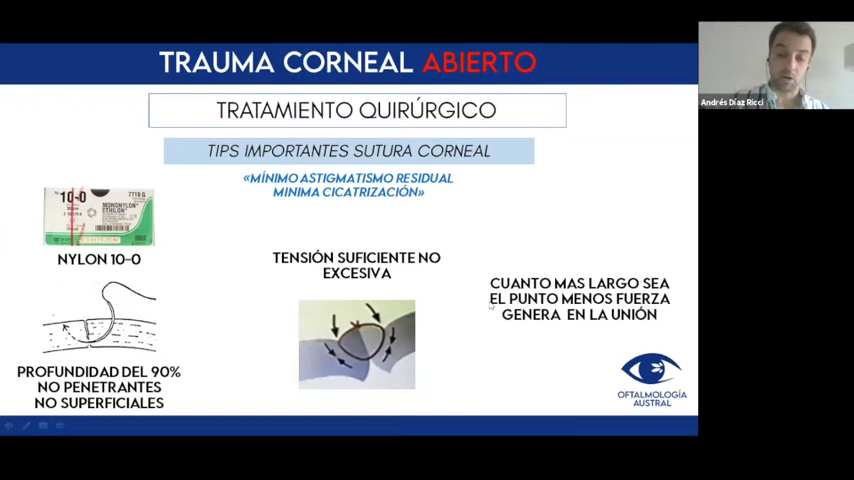 TRAUMA CORNEAL ABIERTO
Andrés Díaz Ricci
TRATAMIENTO QUIRÚRGICO
TIPS IMPORTANTES SUTURA CORNEAL
«MÍNIMO ASTIGMATISMO RESIDUAL
MINIMA CICATRIZACIÓN»
10-0
7718 G
MONONYLON
ETHILON
ETHILON
NYLON 10-0
PROFUNDIDAD DEL 90%
NO PENETRANTES
NO SUPERFICIALES
TENSIÓN SUFICIENTE NO
EXCESIVA
CUANTO MAS LARGO SEA
EL PUNTO MENOS FUERZA
GENERA EN LA UNIÓN
OFTALMOLOGÍA
AUSTRAL